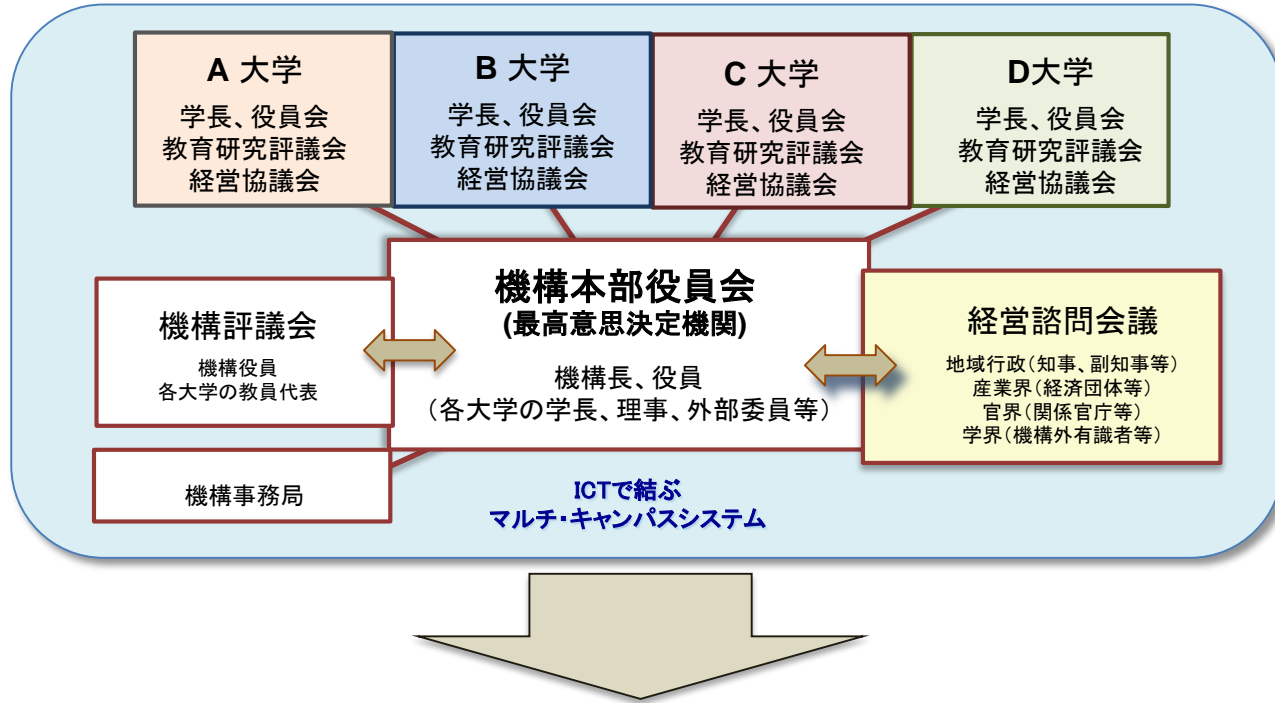 A 大学
学長、役員会
教育研究評議会
経営協議会
B 大学
学長、役員会
教育研究評議会
経営協議会
C 大学
学長、役員会
教育研究評議会
経営協議会
D大学
学長、役員会
教育研究評議会
経営協議会
機構本部役員会
(最高意思決定機関)
機構長、役員
（各大学の学長、理事、外部委員等）
機構評議会
機構役員
各大学の教員代表
経営諮問会議
地域行政（知事、副知事等）
産業界（経済団体等）
官界（関係官庁等）
学界（機構外有識者等）
機構事務局
ICTで結ぶ
マルチ・キャンパスシステム